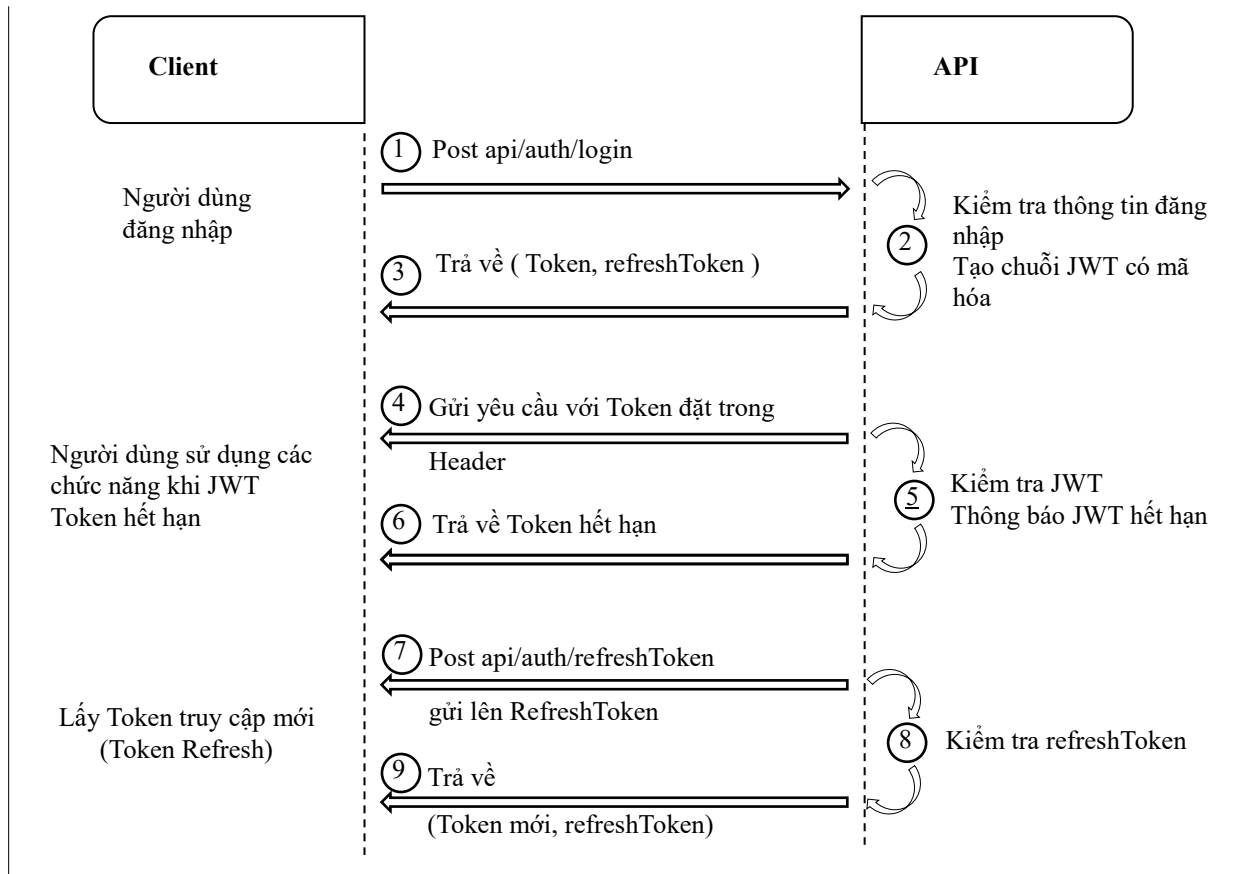 Client
API
1
Post api/auth/login
Người dùng
đăng nhập
2
Kiểm tra thông tin đăng
nhập
Tạo chuỗi JWT có mã
hóa
3
Trả về ( Token, refreshToken )
4
Gửi yêu cầu với Token đặt trong
Header
Người dùng sử dụng các
chức năng khi JWT
Token hết hạn
5
Kiểm tra JWT
Thông báo JWT hết hạn
6
Trả về Token hết hạn
7
Post api/auth/refreshToken
gửi lên RefreshToken
Lấy Token truy cập mới
(Token Refresh)
8
Kiểm tra refreshToken
9
Trả về
(Token mới, refreshToken)